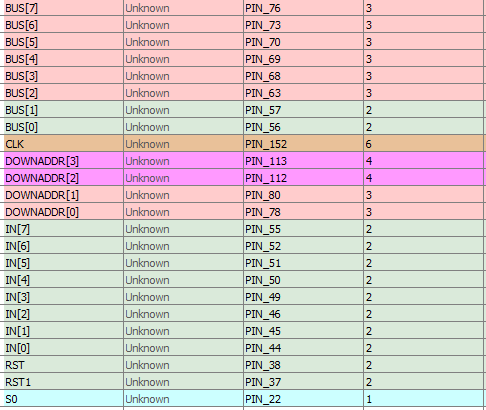 BUS[7] Unknown PIN_76 3
BUS[6] Unknown PIN_73 3
BUS[5] Unknown PIN_70 3
BUS[4] Unknown PIN_69 3
BUS[3] Unknown PIN_68 3
BUS[2] Unknown PIN_63 3
BUS[1] Unknown PIN_57 2
BUS[0] Unknown PIN_56 2
CLK Unknown PIN_152 6
DOWNADDR[3] Unknown PIN_113 4
DOWNADDR[2] Unknown PIN_112 4
DOWNADDR[1] Unknown PIN_80 3
DOWNADDR[0] Unknown PIN_78 3
IN[7] Unknown PIN_55 2
IN[6] Unknown PIN_52 2
IN[5] Unknown PIN_51 2
IN[4] Unknown PIN_50 2
IN[3] Unknown PIN_49 2
IN[2] Unknown PIN_46 2
IN[1] Unknown PIN_45 2
IN[0] Unknown PIN_44 2
RST Unknown PIN_38 2
RST1 Unknown PIN_37 2
S0 Unknown PIN_22 1